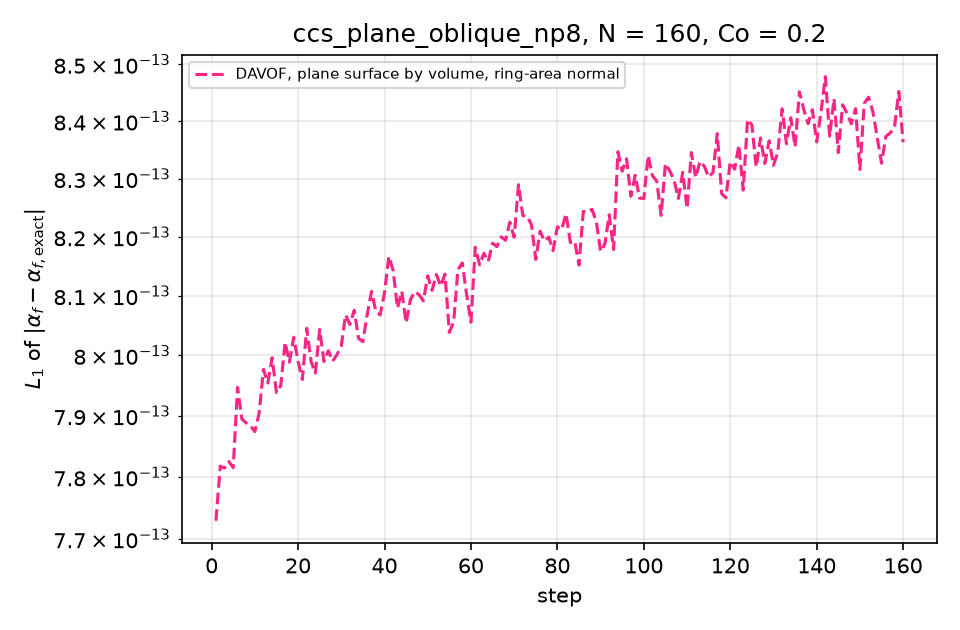 ccs_plane_oblique_np8, N = 160, Co = 0.2
DAVOF, plane surface by volume, ring-area normal
8.5 × 10⁻¹³
8.4 × 10⁻¹³
8.3 × 10⁻¹³
8.2 × 10⁻¹³
8.1 × 10⁻¹³
8 × 10⁻¹³
7.9 × 10⁻¹³
7.8 × 10⁻¹³
7.7 × 10⁻¹³
L₁ of |α_f − α_{f, exact}|
0 20 40 60 80 100 120 140 160
step